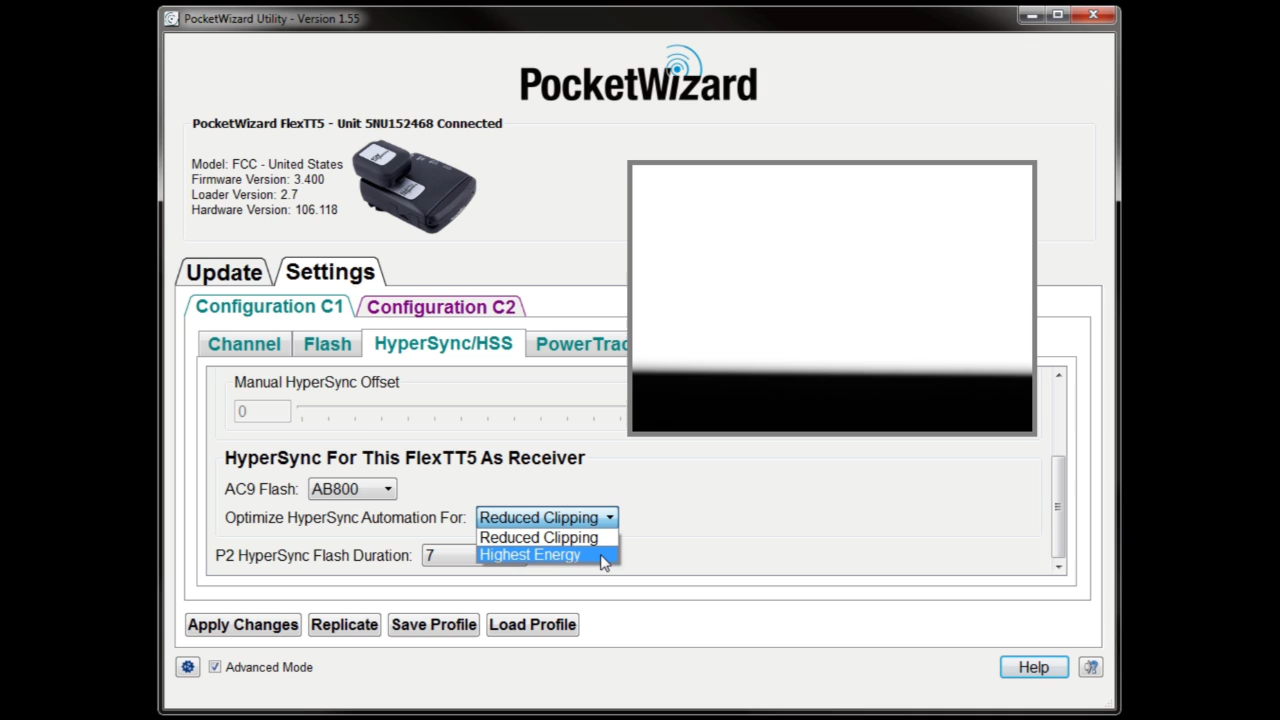 PocketWizard Utility - Version 1.55
PocketWizard
PocketWizard FlexTT5 - Unit 5NU152468 Connected
Model: FCC - United States
Firmware Version: 3.400
Loader Version: 2.7
Hardware Version: 106.118
Update
Settings
Configuration C1
Configuration C2
Channel
Flash
HyperSync/HSS
PowerTrac
Manual HyperSync Offset
0
HyperSync For This FlexTT5 As Receiver
AC9 Flash: AB800
Optimize HyperSync Automation For: Reduced Clipping
Reduced Clipping
Highest Energy
P2 HyperSync Flash Duration: 7
Apply Changes
Replicate
Save Profile
Load Profile
Advanced Mode
Help